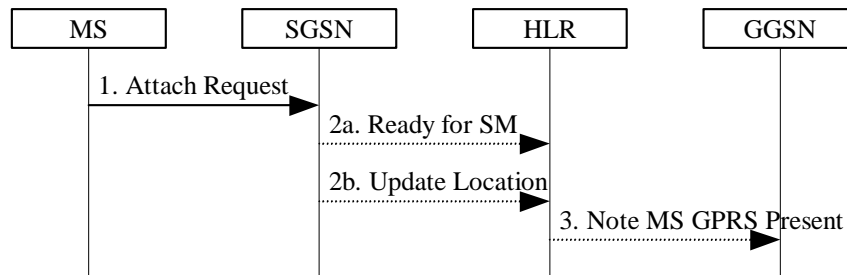 MS
SGSN
HLR
GGSN
1. Attach Request
2a. Ready for SM
2b. Update Location
3. Note MS GPRS Present